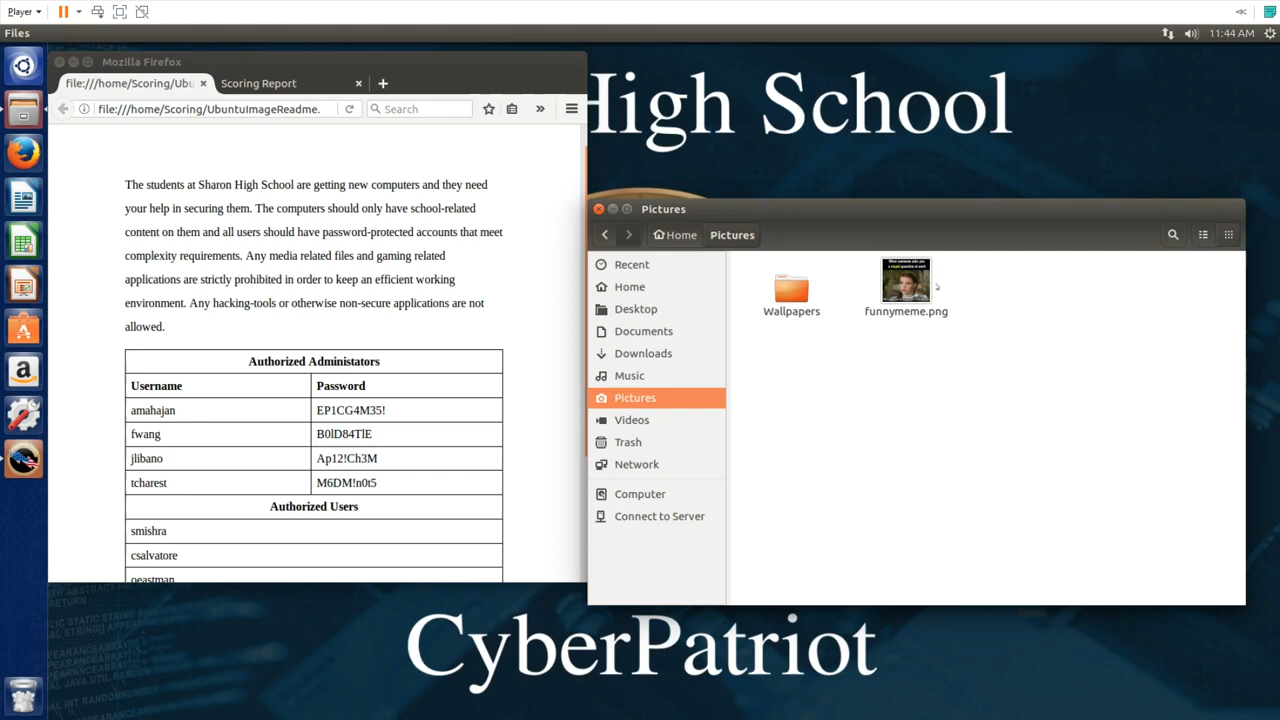 Player
Files
11:44 AM
High School
Mozilla Firefox
file:///home/Scoring/Ubu
Scoring Report
file:///home/Scoring/UbuntuImageReadme.
Search
The students at Sharon High School are getting new computers and they need
your help in securing them. The computers should only have school-related
content on them and all users should have password-protected accounts that meet
complexity requirements. Any media related files and gaming related
applications are strictly prohibited in order to keep an efficient working
environment. Any hacking-tools or otherwise non-secure applications are not
allowed.
Authorized Administators
Username Password
amahajan EP1CG4M35!
fwang B0lD84TlE
jlibano Ap12!Ch3M
tcharest M6DM!n0t5
Authorized Users
smishra
csalvatore
oeastman
Pictures
Home Pictures
Recent
Home
Desktop
Documents
Downloads
Music
Pictures
Videos
Trash
Network
Computer
Connect to Server
Wallpapers
funnymeme.png
CyberPatriot